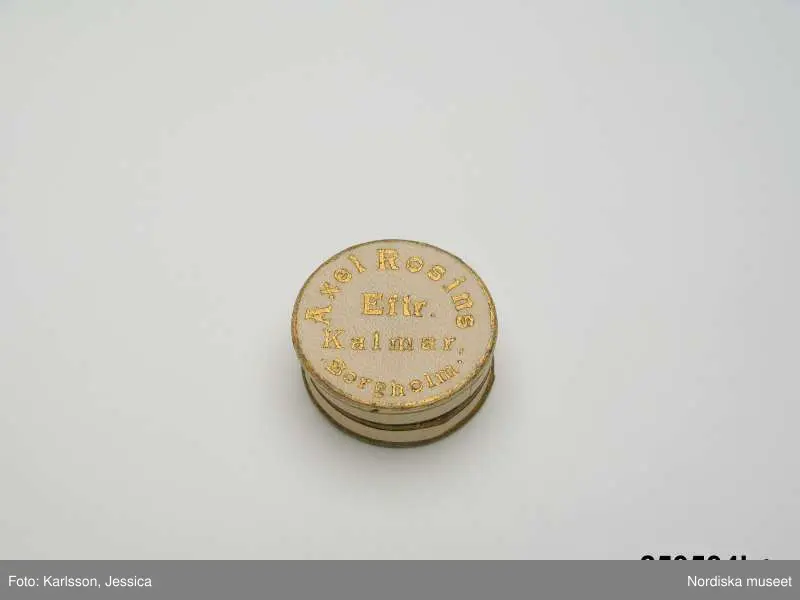 Axel Rosins
Eftr.
Kalmar,
Borgholm.
Foto: Karlsson, Jessica
Nordiska museet